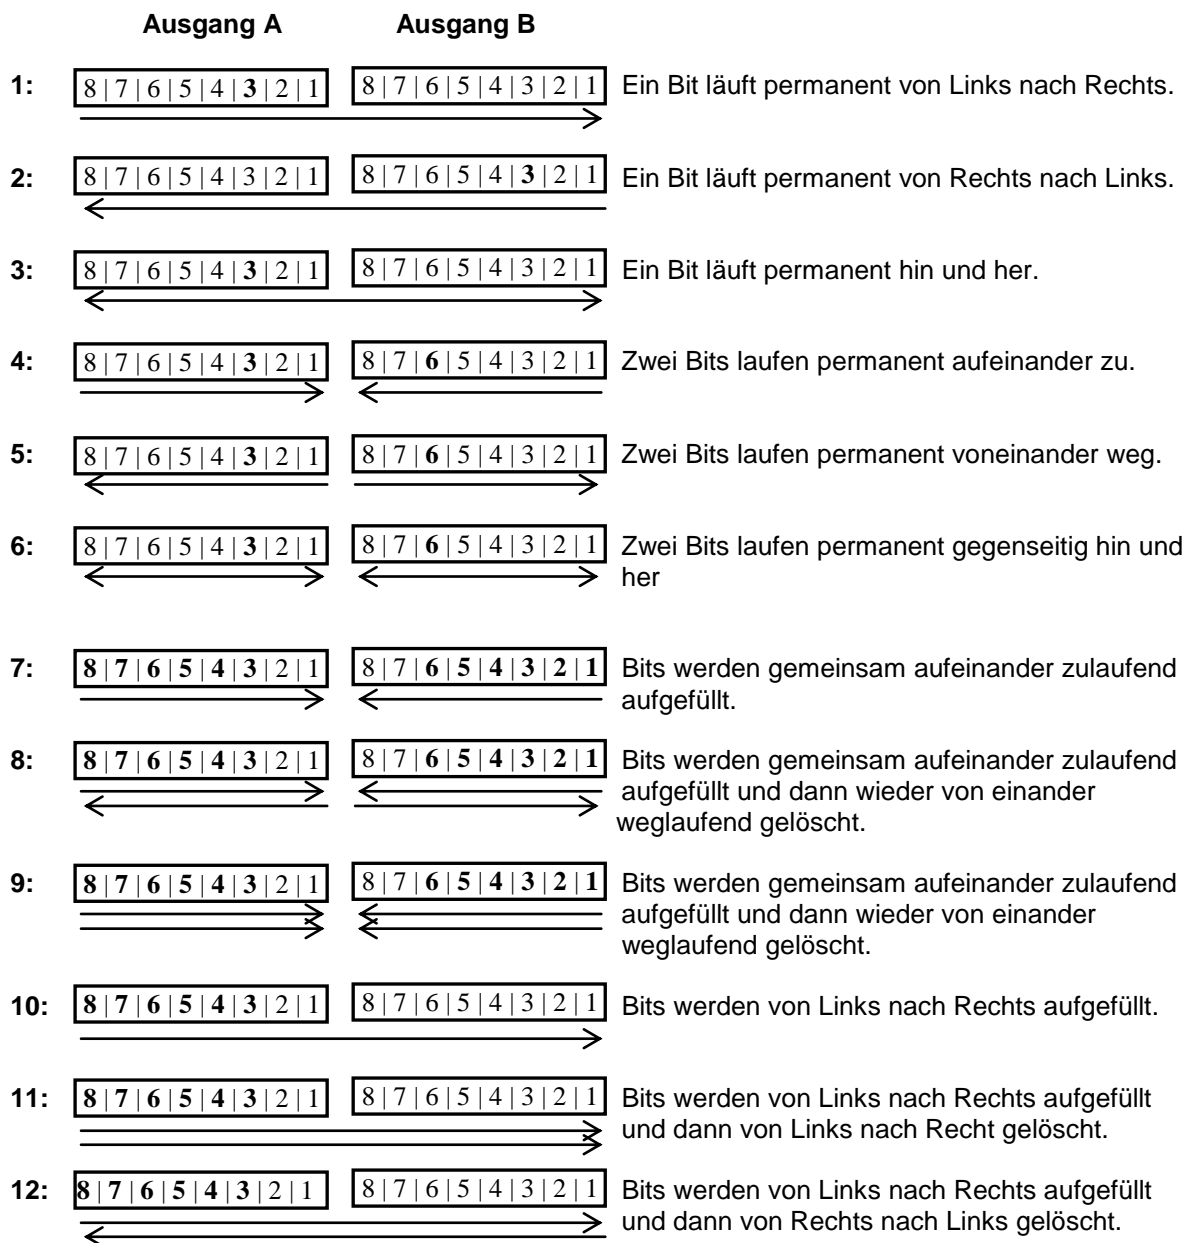 Ausgang A Ausgang B
1: 8|7|6|5|4|3|2|1 8|7|6|5|4|3|2|1 Ein Bit läuft permanent von Links nach Rechts.
2: 8|7|6|5|4|3|2|1 8|7|6|5|4|3|2|1 Ein Bit läuft permanent von Rechts nach Links.
3: 8|7|6|5|4|3|2|1 8|7|6|5|4|3|2|1 Ein Bit läuft permanent hin und her.
4: 8|7|6|5|4|3|2|1 8|7|6|5|4|3|2|1 Zwei Bits laufen permanent aufeinander zu.
5: 8|7|6|5|4|3|2|1 8|7|6|5|4|3|2|1 Zwei Bits laufen permanent voneinander weg.
6: 8|7|6|5|4|3|2|1 8|7|6|5|4|3|2|1 Zwei Bits laufen permanent gegenseitig hin und
her
7: 8|7|6|5|4|3|2|1 8|7|6|5|4|3|2|1 Bits werden gemeinsam aufeinander zulaufend
aufgefüllt.
8: 8|7|6|5|4|3|2|1 8|7|6|5|4|3|2|1 Bits werden gemeinsam aufeinander zulaufend
aufgefüllt und dann wieder von einander
weglaufend gelöscht.
9: 8|7|6|5|4|3|2|1 8|7|6|5|4|3|2|1 Bits werden gemeinsam aufeinander zulaufend
aufgefüllt und dann wieder von einander
weglaufend gelöscht.
10: 8|7|6|5|4|3|2|1 8|7|6|5|4|3|2|1 Bits werden von Links nach Rechts aufgefüllt.
11: 8|7|6|5|4|3|2|1 8|7|6|5|4|3|2|1 Bits werden von Links nach Rechts aufgefüllt
und dann von Links nach Recht gelöscht.
12: 8|7|6|5|4|3|2|1 8|7|6|5|4|3|2|1 Bits werden von Links nach Rechts aufgefüllt
und dann von Rechts nach Links gelöscht.